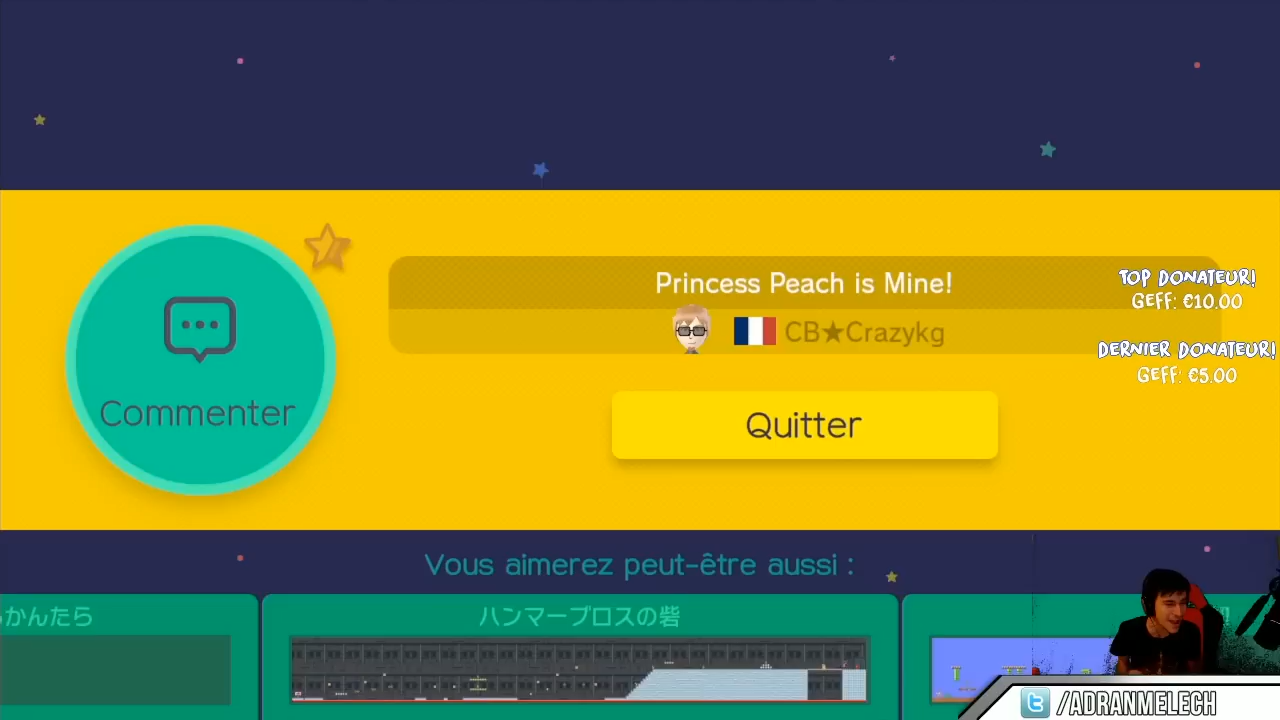 Princess Peach is Mine!
CB★Crazykg
Commenter
Quitter
TOP DONATEUR!
GEFF: €10.00
DERNIER DONATEUR!
GEFF: €5.00
Vous aimerez peut-être aussi :
かんたら
ハンマーブロスの砦
/ADRANMELECH